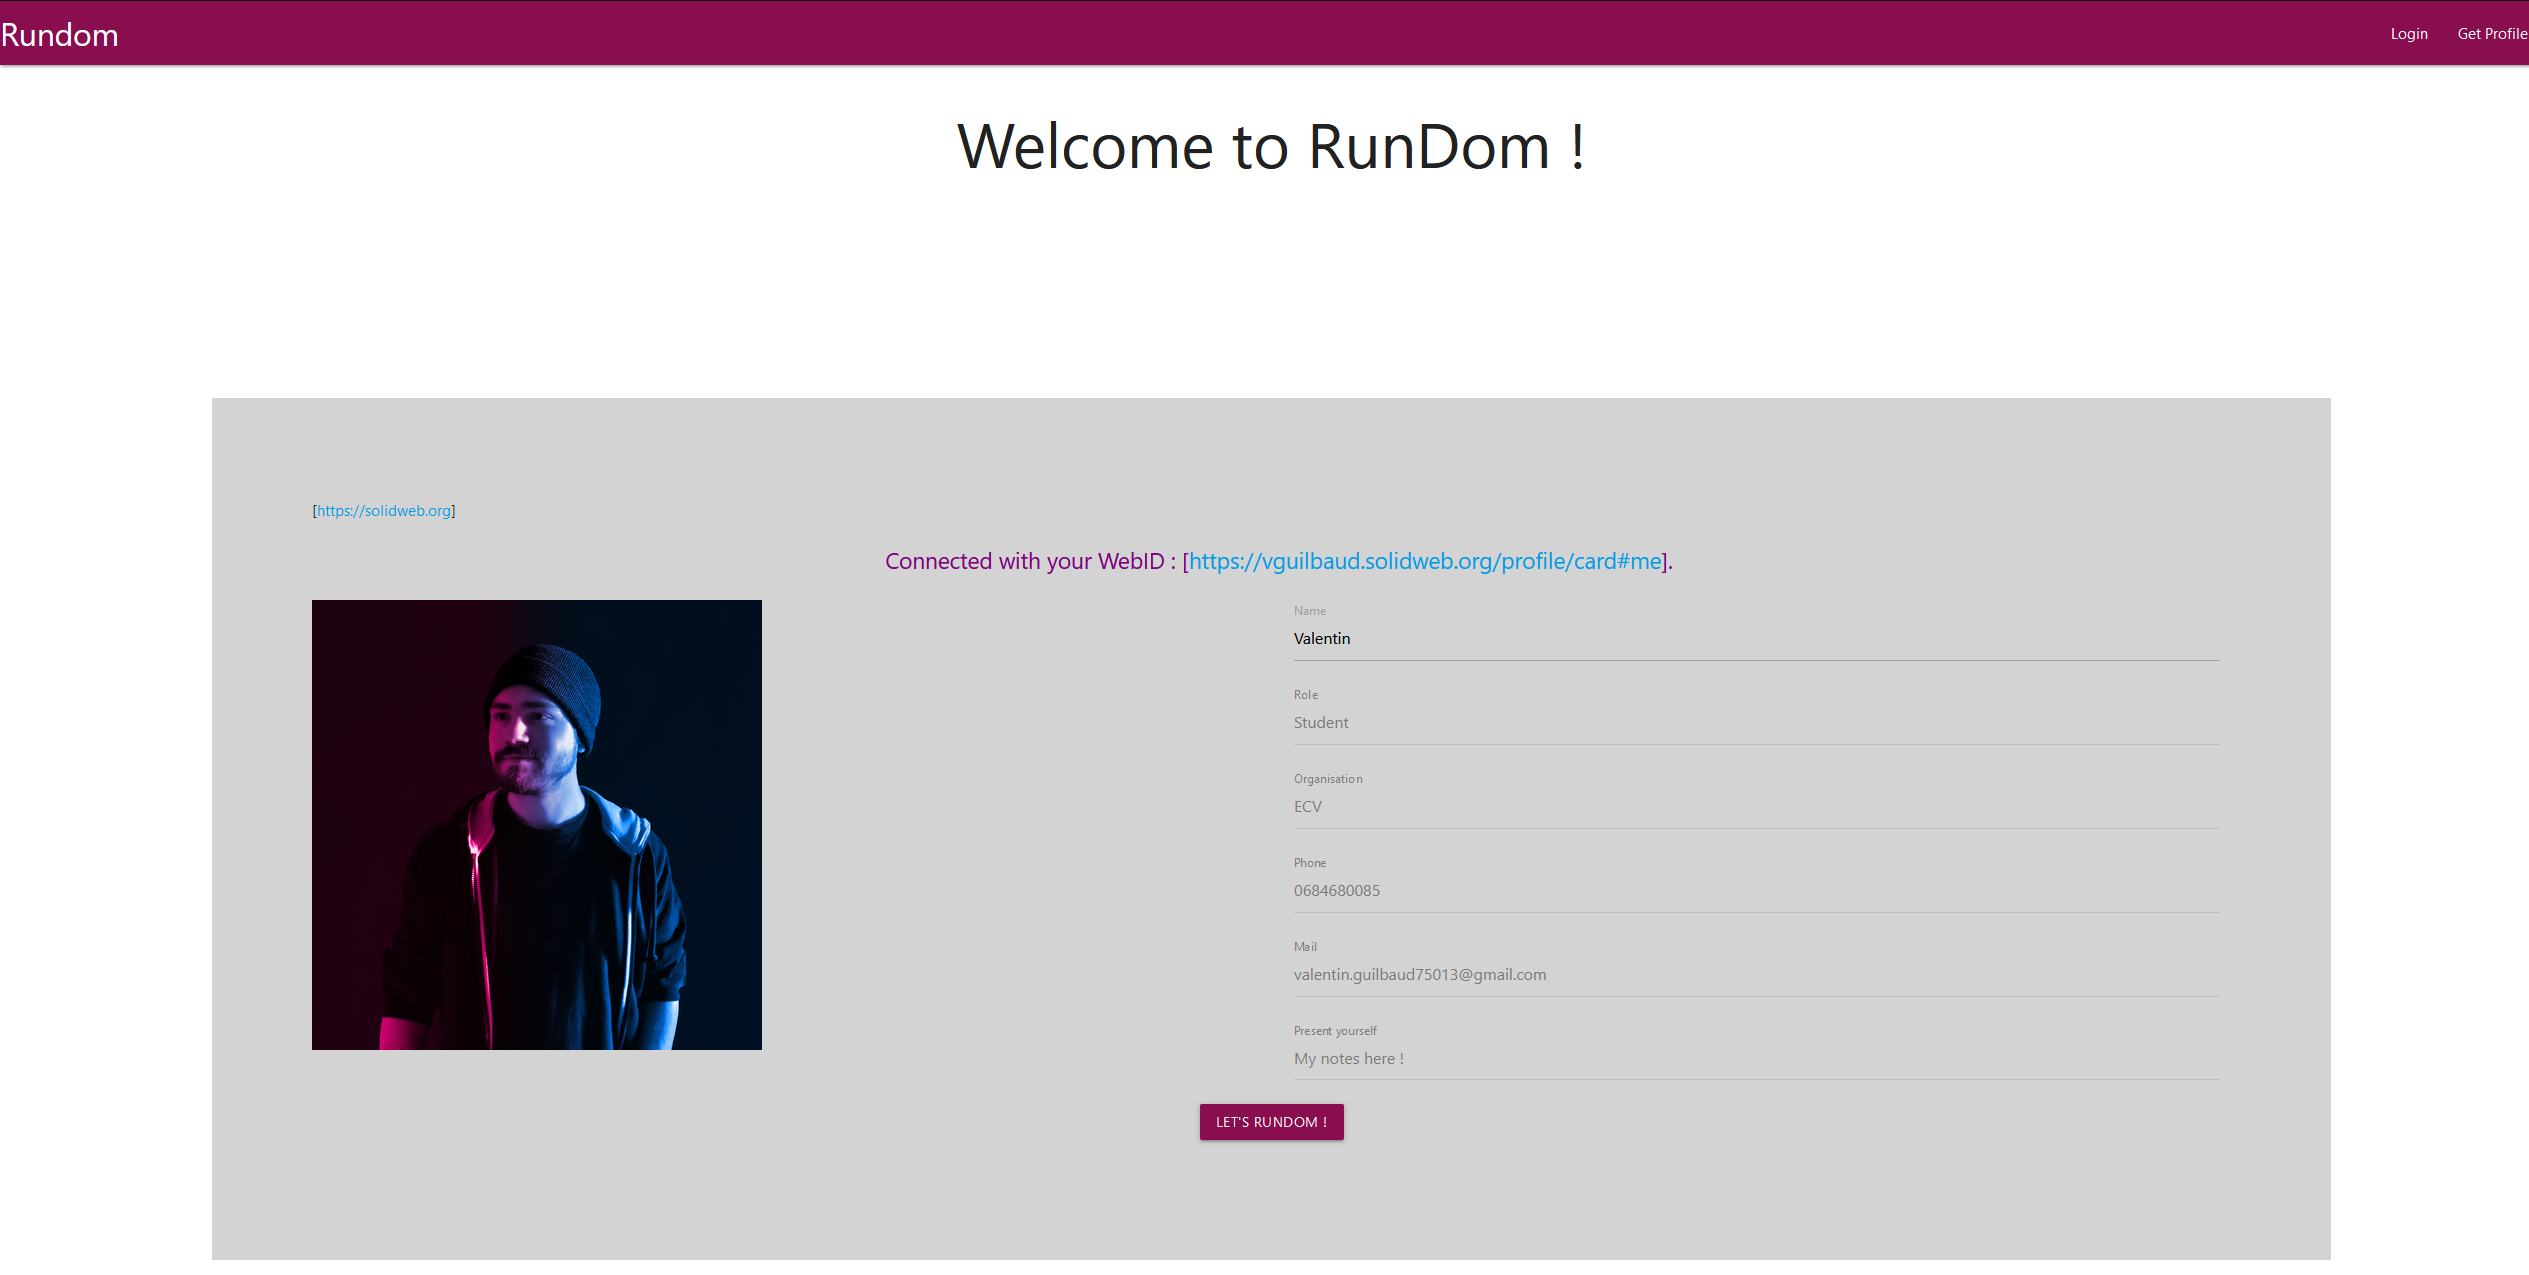 Rundom
Login
Get Profile
Welcome to RunDom !
[https://solidweb.org]
Connected with your WebID : [https://vguilbaud.solidweb.org/profile/card#me].
Name
Valentin
Role
Student
Organisation
ECV
Phone
0684680085
Mail
valentin.guilbaud75013@gmail.com
Present yourself
My notes here !
LET'S RUNDOM !